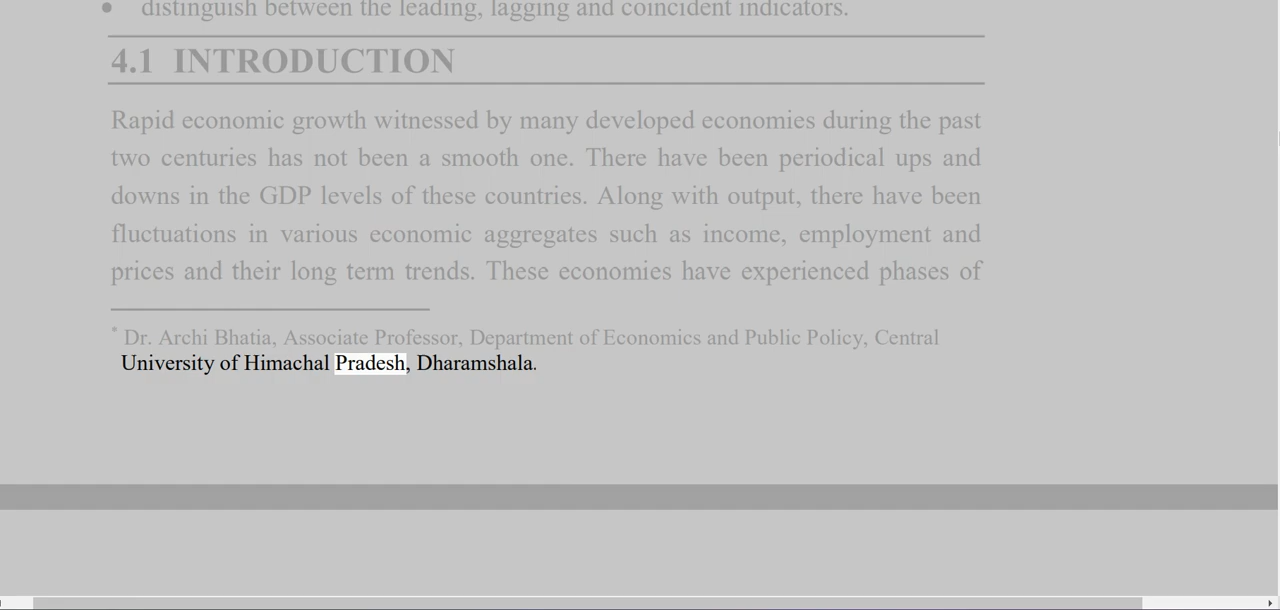 • distinguish between the leading, lagging and coincident indicators.
4.1 INTRODUCTION
Rapid economic growth witnessed by many developed economies during the past
two centuries has not been a smooth one. There have been periodical ups and
downs in the GDP levels of these countries. Along with output, there have been
fluctuations in various economic aggregates such as income, employment and
prices and their long term trends. These economies have experienced phases of
* Dr. Archi Bhatia, Associate Professor, Department of Economics and Public Policy, Central
University of Himachal Pradesh, Dharamshala.